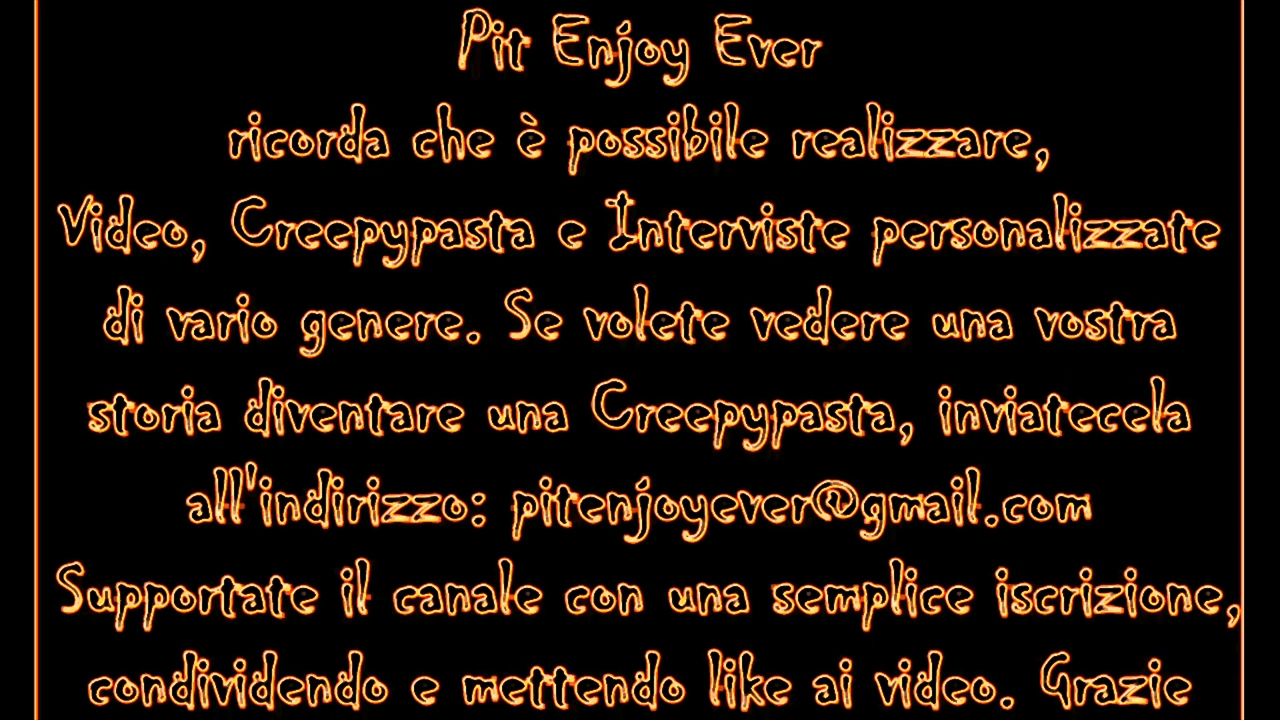 Pit Enjoy Ever
ricorda che è possibile realizzare,
Video, Creepypasta e Interviste personalizzate
di vario genere. Se volete vedere una vostra
storia diventare una Creepypasta, inviatecela
all'indirizzo: pitenjoyever@gmail.com
Supportate il canale con una semplice iscrizione,
condividendo e mettendo like ai video. Grazie